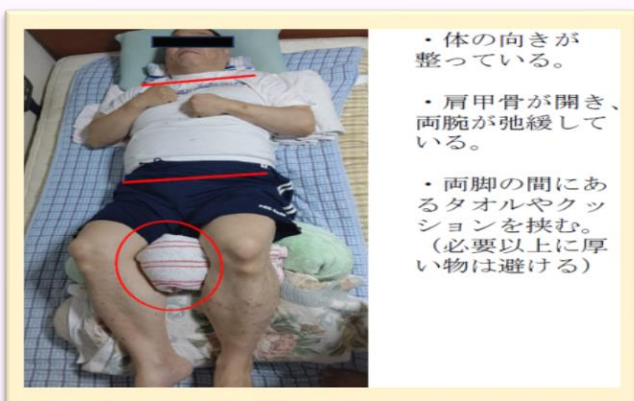 ・体の向きが
整っている。
・肩甲骨が開き、
両腕が弛緩して
いる。
・両脚の間にあ
るタオルやクッ
ションを挟む。
（必要以上に厚
い物は避ける）